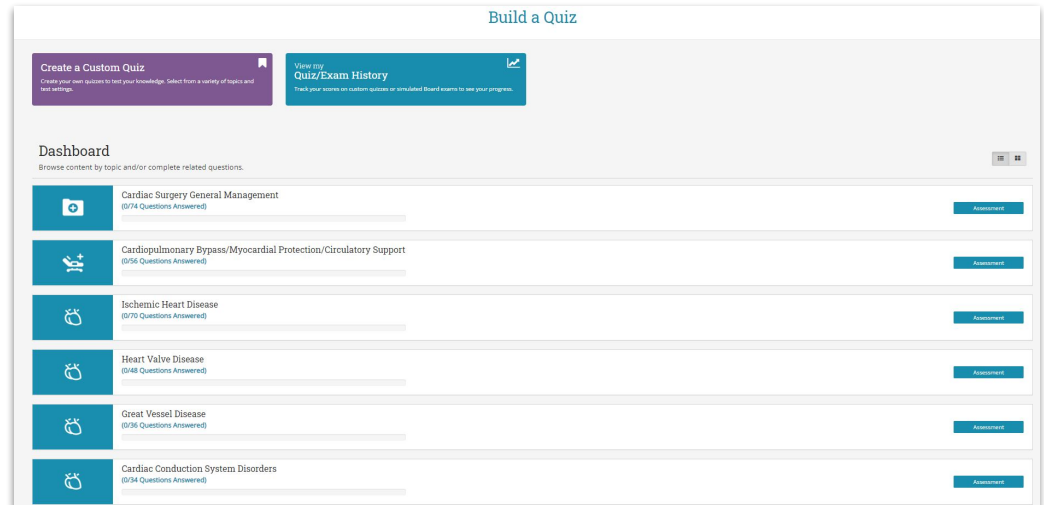 Build a Quiz
Create a Custom Quiz
Create your own quizzes to test your knowledge. Select from a variety of topics and
test settings.
View my
Quiz/Exam History
Track your scores on custom quizzes or simulated Board exams to see your progress.
Dashboard
Browse content by topic and/or complete related questions.
Cardiac Surgery General Management
(0/74 Questions Answered)
Assessment
Cardiopulmonary Bypass/Myocardial Protection/Circulatory Support
(0/56 Questions Answered)
Assessment
Ischemic Heart Disease
(0/70 Questions Answered)
Assessment
Heart Valve Disease
(0/48 Questions Answered)
Assessment
Great Vessel Disease
(0/36 Questions Answered)
Assessment
Cardiac Conduction System Disorders
(0/34 Questions Answered)
Assessment